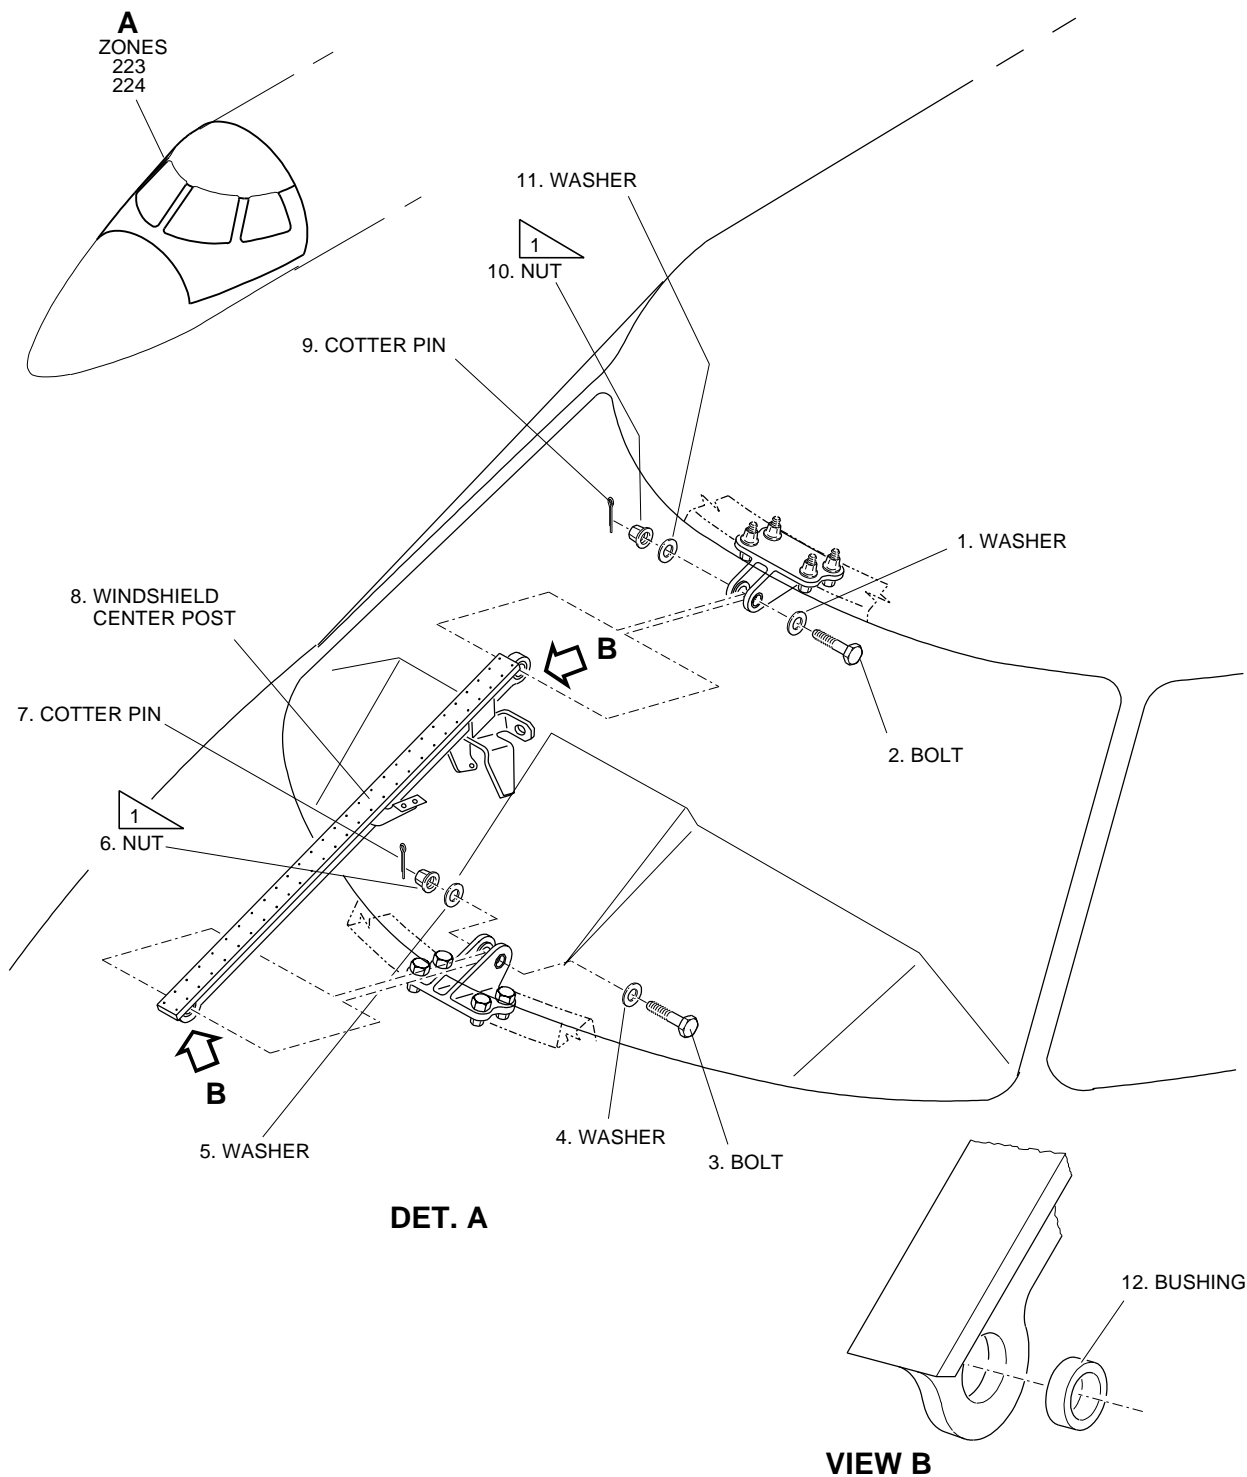 A
ZONES
223
224
11. WASHER
1
10. NUT
9. COTTER PIN
1. WASHER
8. WINDSHIELD
CENTER POST
B
7. COTTER PIN
2. BOLT
1
6. NUT
B
5. WASHER
4. WASHER
3. BOLT
DET. A
12. BUSHING
VIEW B